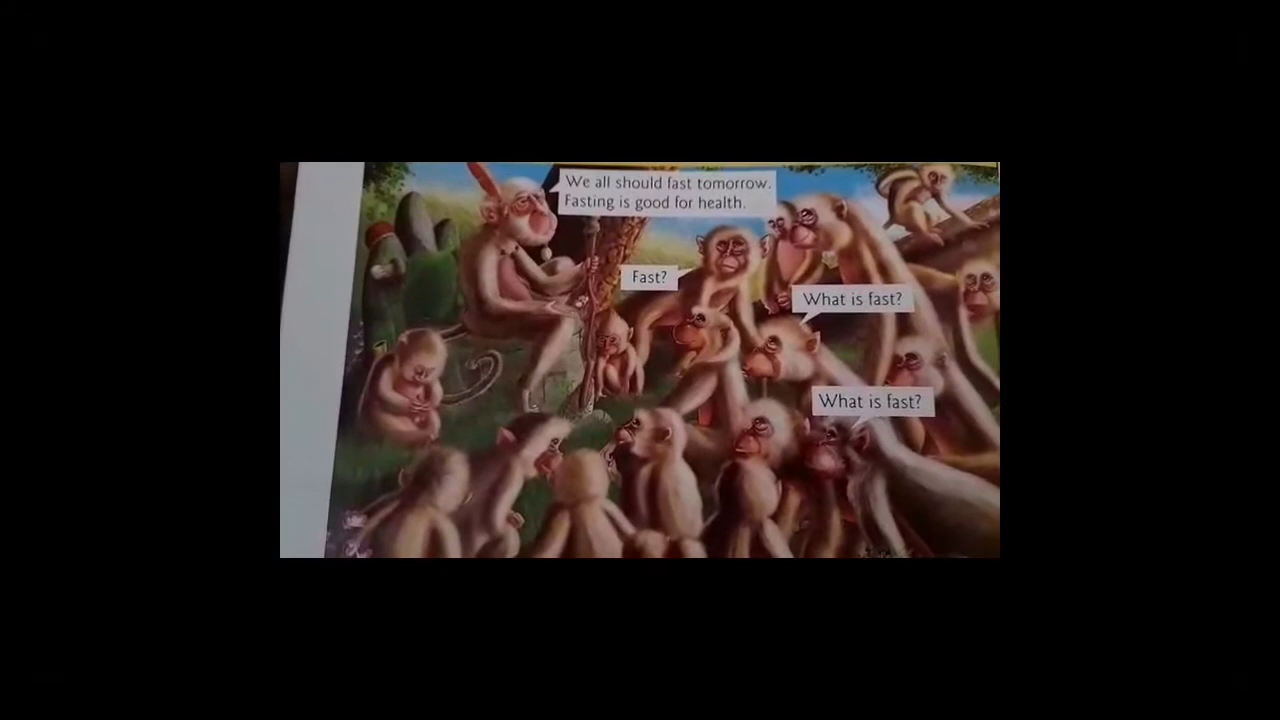 We all should fast tomorrow.
Fasting is good for health.
Fast?
What is fast?
What is fast?